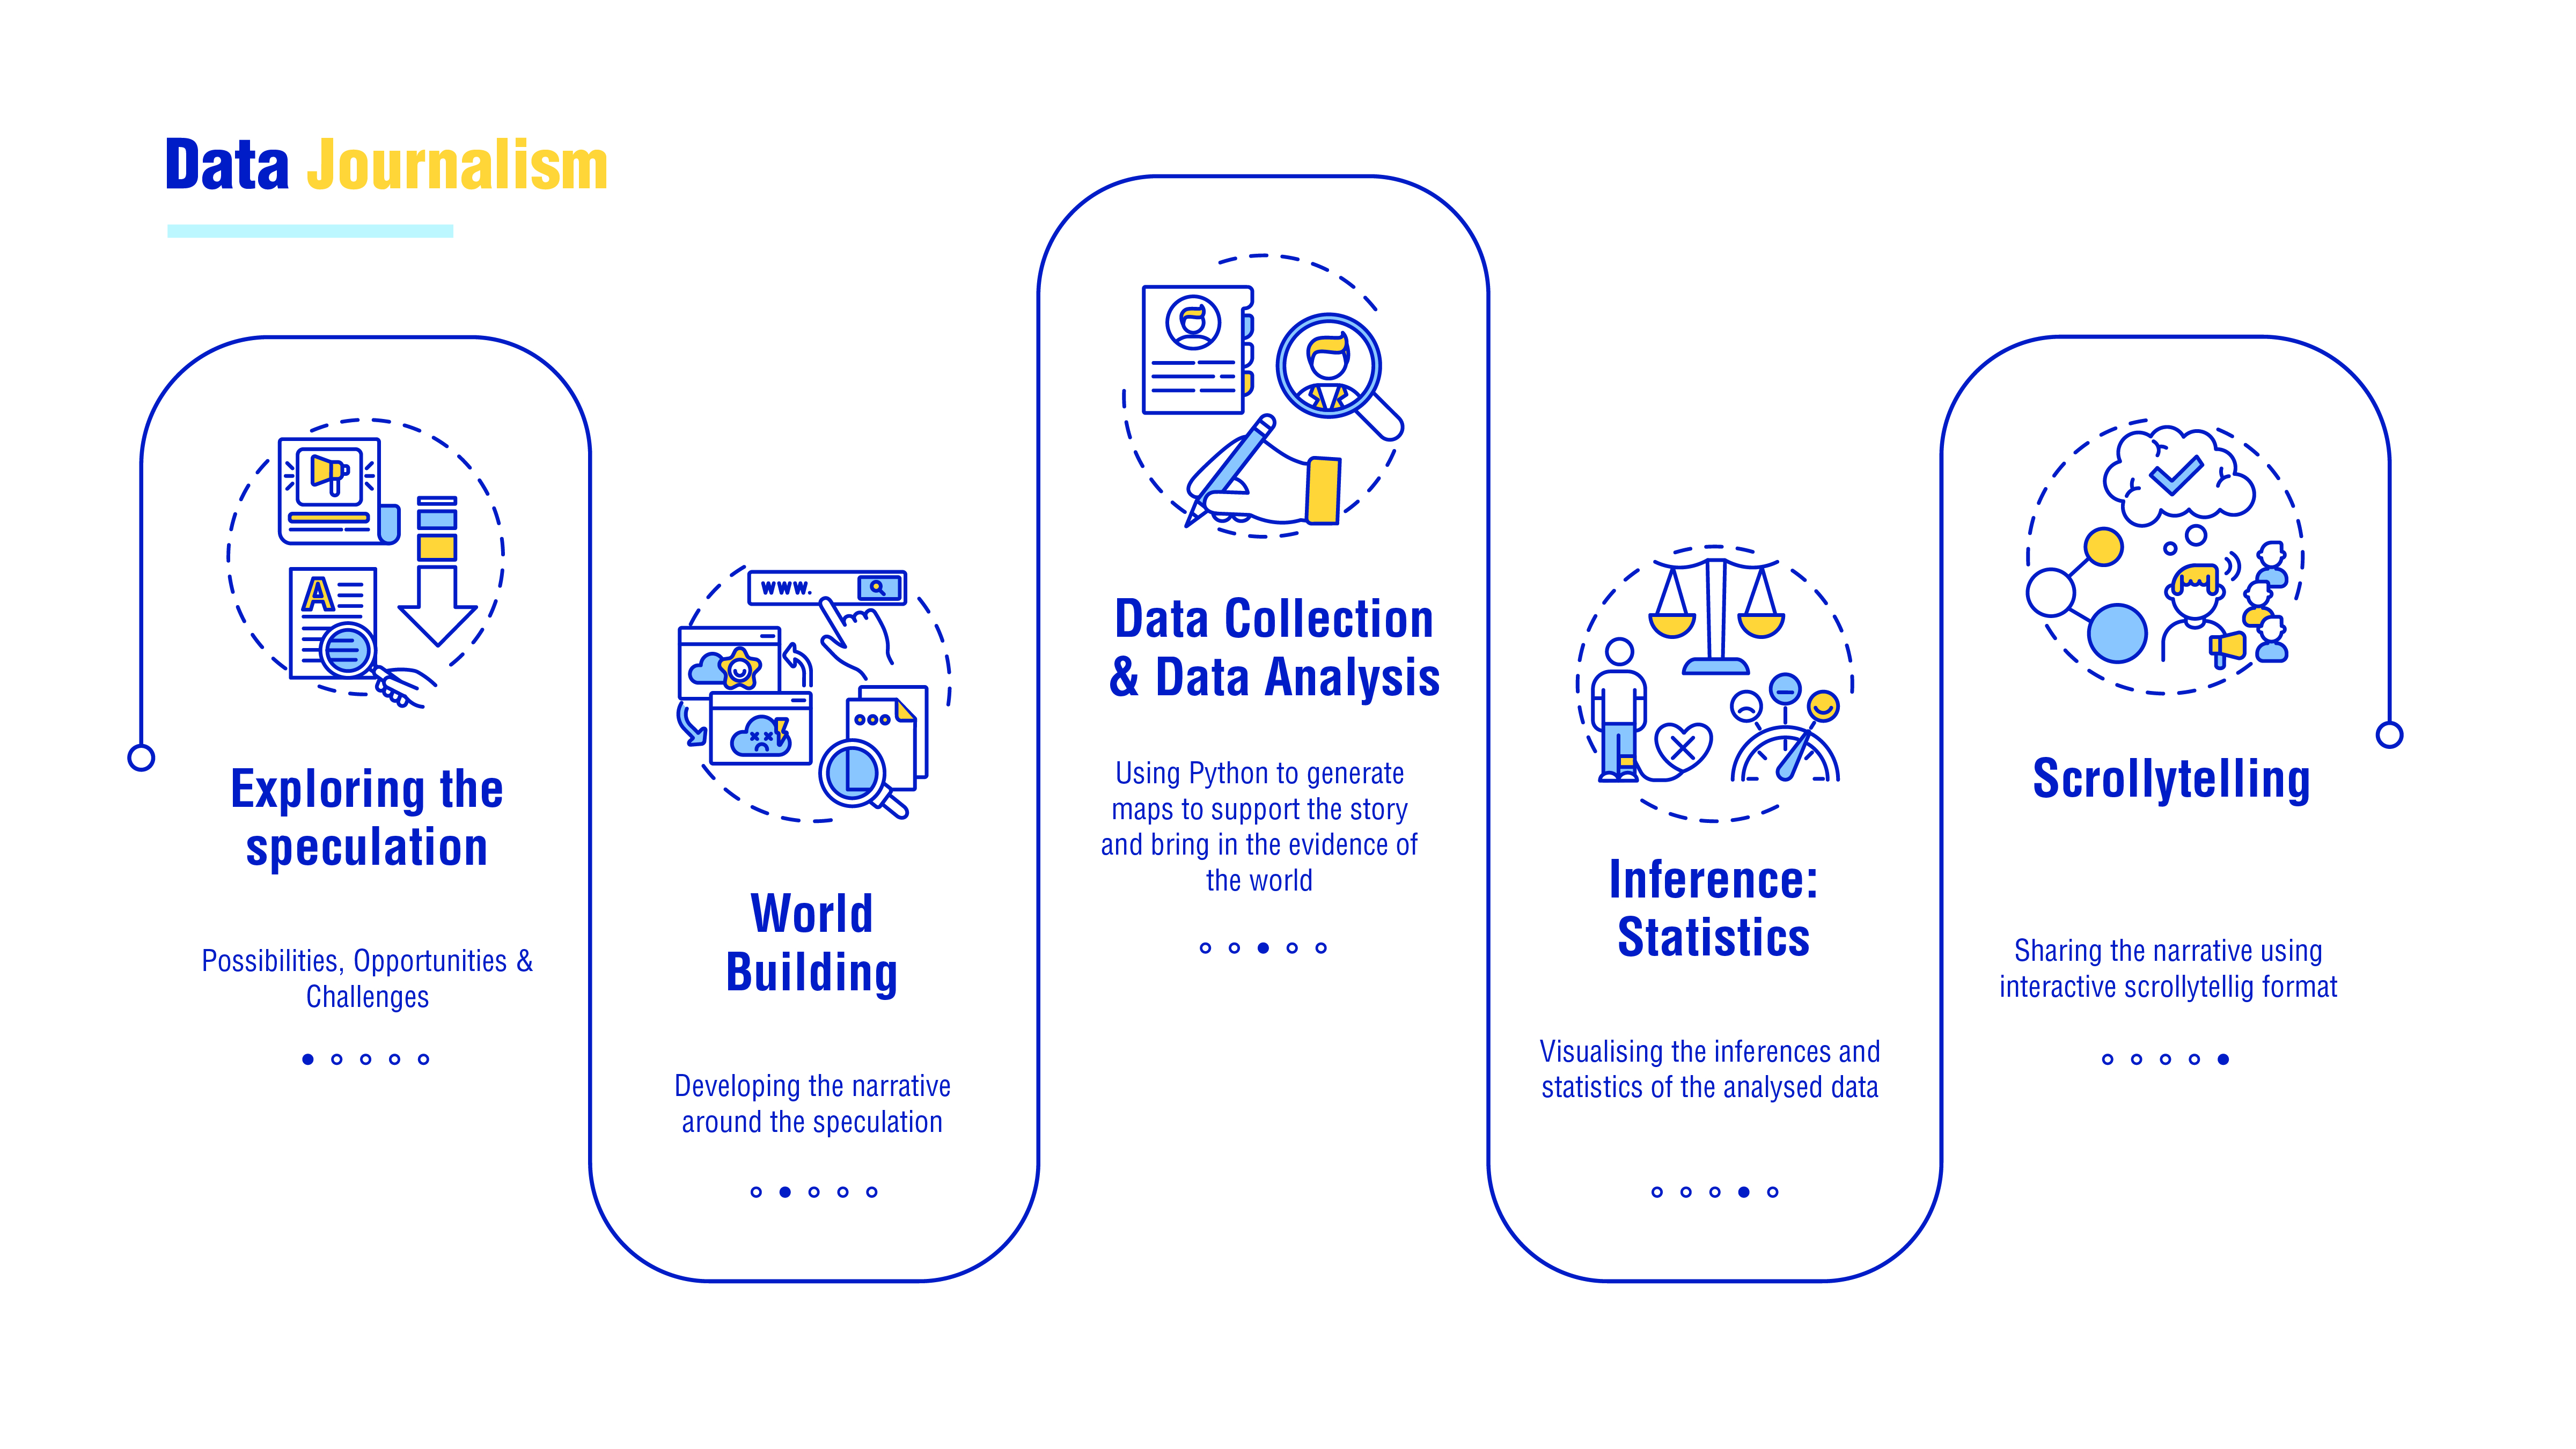 Data Journalism
Exploring the
speculation
Possibilities, Opportunities &
Challenges
A
www.
World
Building
Developing the narrative
around the speculation
Data Collection
& Data Analysis
Using Python to generate
maps to support the story
and bring in the evidence of
the world
Inference:
Statistics
Visualising the inferences and
statistics of the analysed data
Scrollytelling
Sharing the narrative using
interactive scrollytellig format